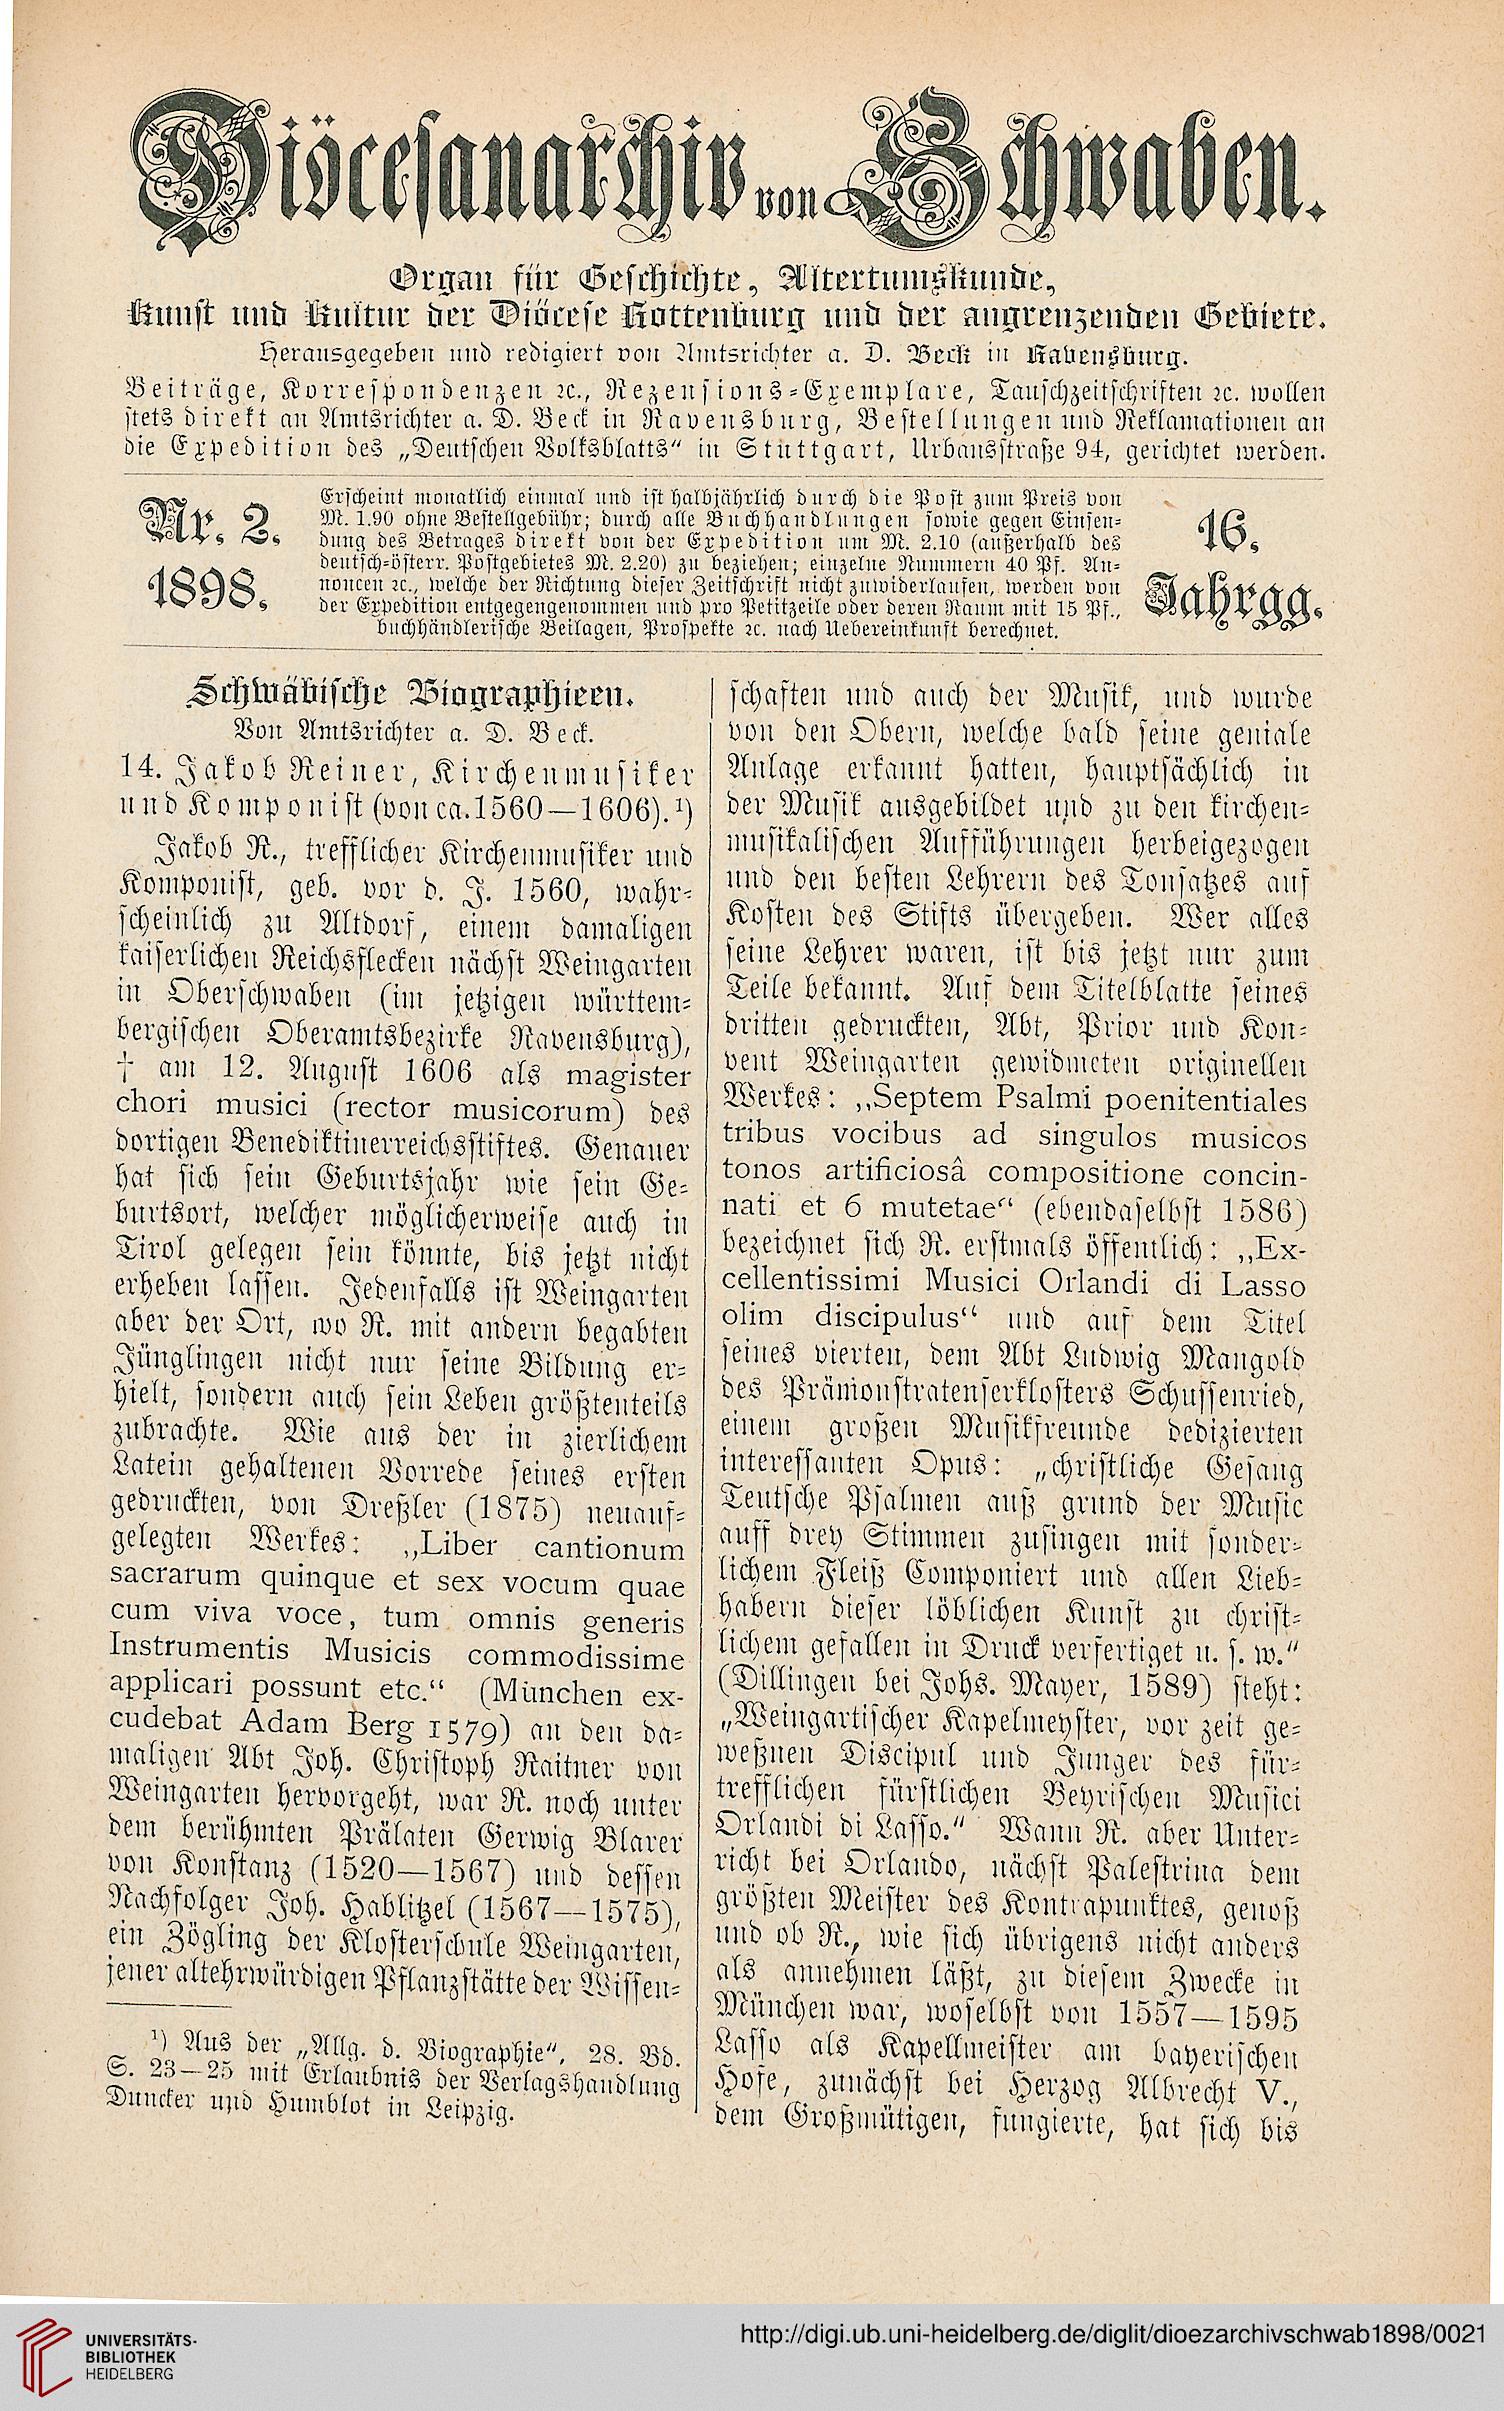 Diöcesanarchiv von Schwaben.
Organ für Geschichte, Altertumskunde,
Kunst und Kultur der Diöcese Rottenburg und der angrenzenden Gebiete.
Herausgegeben und redigiert von Amtsrichter a. D. Beck in Ravensburg.
Beiträge, Korrespondenzen ꝛc., Rezensions-Exemplare, Tauschzeitschriften ꝛc. wollen
stets direkt an Amtsrichter a. D. Beck in Ravensburg, Bestellungen und Reklamationen an
die Expedition des „Deutschen Volksblatts“ in Stuttgart, Urbansstraße 94, gerichtet werden.
Nr. 2.
1898.
Erscheint monatlich einmal und ist halbjährlich durch die Post zum Preis von
M. 1.90 ohne Bestellgebühr; durch alle Buchhandlungen sowie gegen Einsen-
dung des Betrages direkt von der Expedition um M. 2.10 (außerhalb des
deutsch-österr. Postgebietes M. 2.20) zu beziehen; einzelne Nummern 40 Pf. An-
noncen ꝛc., welche der Richtung dieser Zeitschrift nicht zuwiderlaufen, werden von
der Expedition entgegengenommen und pro Petitzeile oder deren Raum mit 15 Pf.,
buchhändlerische Beilagen, Prospekte ꝛc. nach Uebereinkunft berechnet.
16.
Jahrgg.
Schwäbische Biographieen.
Von Amtsrichter a. D. Beck.
14. Jakob Reiner, Kirchenmusiker
und Komponist (von ca. 1560—1606).¹)
Jakob R., trefflicher Kirchenmusiker und
Komponist, geb. vor d. J. 1560, wahr-
scheinlich zu Altdorf, einem damaligen
kaiserlichen Reichsflecken nächst Weingarten
in Oberschwaben (im jetzigen württem-
bergischen Oberamtsbezirke Ravensburg),
† am 12. August 1606 als magister
chori musici (rector musicorum) des
dortigen Benediktinerreichsstiftes. Genauer
hat sich sein Geburtsjahr wie sein Ge-
burtsort, welcher möglicherweise auch in
Tirol gelegen sein könnte, bis jetzt nicht
erheben lassen. Jedenfalls ist Weingarten
aber der Ort, wo R. mit andern begabten
Jünglingen nicht nur seine Bildung er-
hielt, sondern auch sein Leben größtenteils
zubrachte. Wie aus der in zierlichem
Latein gehaltenen Vorrede seines ersten
gedruckten, von Dreßler (1875) neuauf-
gelegten Werkes: „Liber cantionum
sacrarum quinque et sex vocum quae
cum viva voce, tum omnis generis
Instrumentis Musicis commodissime
applicari possunt etc.“ (München ex-
cudebat Adam Berg 1579) an den da-
maligen Abt Joh. Christoph Raitner von
Weingarten hervorgeht, war R. noch unter
dem berühmten Prälaten Gerwig Blarer
von Konstanz (1520—1567) und dessen
Nachfolger Joh. Hablitzel (1567—1575),
ein Zögling der Klosterschule Weingarten,
jener altehrwürdigen Pflanzstätte der Wissen-
¹) Aus der „Allg. d. Biographie“, 28. Bd.
S. 23—25 mit Erlaubnis der Verlagshandlung
Duncker und Humblot in Leipzig.
schaften und auch der Musik, und wurde
von den Obern, welche bald seine geniale
Anlage erkannt hatten, hauptsächlich in
der Musik ausgebildet und zu den kirchen-
musikalischen Aufführungen herbeigezogen
und den besten Lehrern des Tonsatzes auf
Kosten des Stifts übergeben. Wer alles
seine Lehrer waren, ist bis jetzt nur zum
Teile bekannt. Auf dem Titelblatte seines
dritten gedruckten, Abt, Prior und Kon-
vent Weingarten gewidmeten originellen
Werkes: „Septem Psalmi poenitentiales
tribus vocibus ad singulos musicos
tonos artificiosâ compositione concin-
nati et 6 mutetae“ (ebendaselbst 1586)
bezeichnet sich R. erstmals öffentlich: „Ex-
cellentissimi Musici Orlandi di Lasso
olim discipulus“ und auf dem Titel
seines vierten, dem Abt Ludwig Mangold
des Prämonstratenserklosters Schussenried,
einem großen Musikfreunde dedizierten
interessanten Opus: „christliche Gesang
Teutsche Psalmen auß grund der Music
auff drey Stimmen zusingen mit sonder-
lichem Fleiß Componiert und allen Lieb-
habern dieser löblichen Kunst zu christ-
lichem gefallen in Druck verfertiget u. s. w.“
(Dillingen bei Johs. Mayer, 1589) steht:
„Weingartischer Kapelmeyster, vor zeit ge-
weßnen Discipul und Junger des für-
trefflichen fürstlichen Beyrischen Musici
Orlandi di Lasso.“ Wann R. aber Unter-
richt bei Orlando, nächst Palestrina dem
größten Meister des Kontrapunktes, genoß
und ob R., wie sich übrigens nicht anders
als annehmen läßt, zu diesem Zwecke in
München war, woselbst von 1557—1595
Lasso als Kapellmeister am bayerischen
Hofe, zunächst bei Herzog Albrecht V.,
dem Großmütigen, fungierte, hat sich bis
UNIVERSITÄTS-
BIBLIOTHEK
HEIDELBERG
http://digi.ub.uni-heidelberg.de/diglit/dioezarchivschwab1898/0021